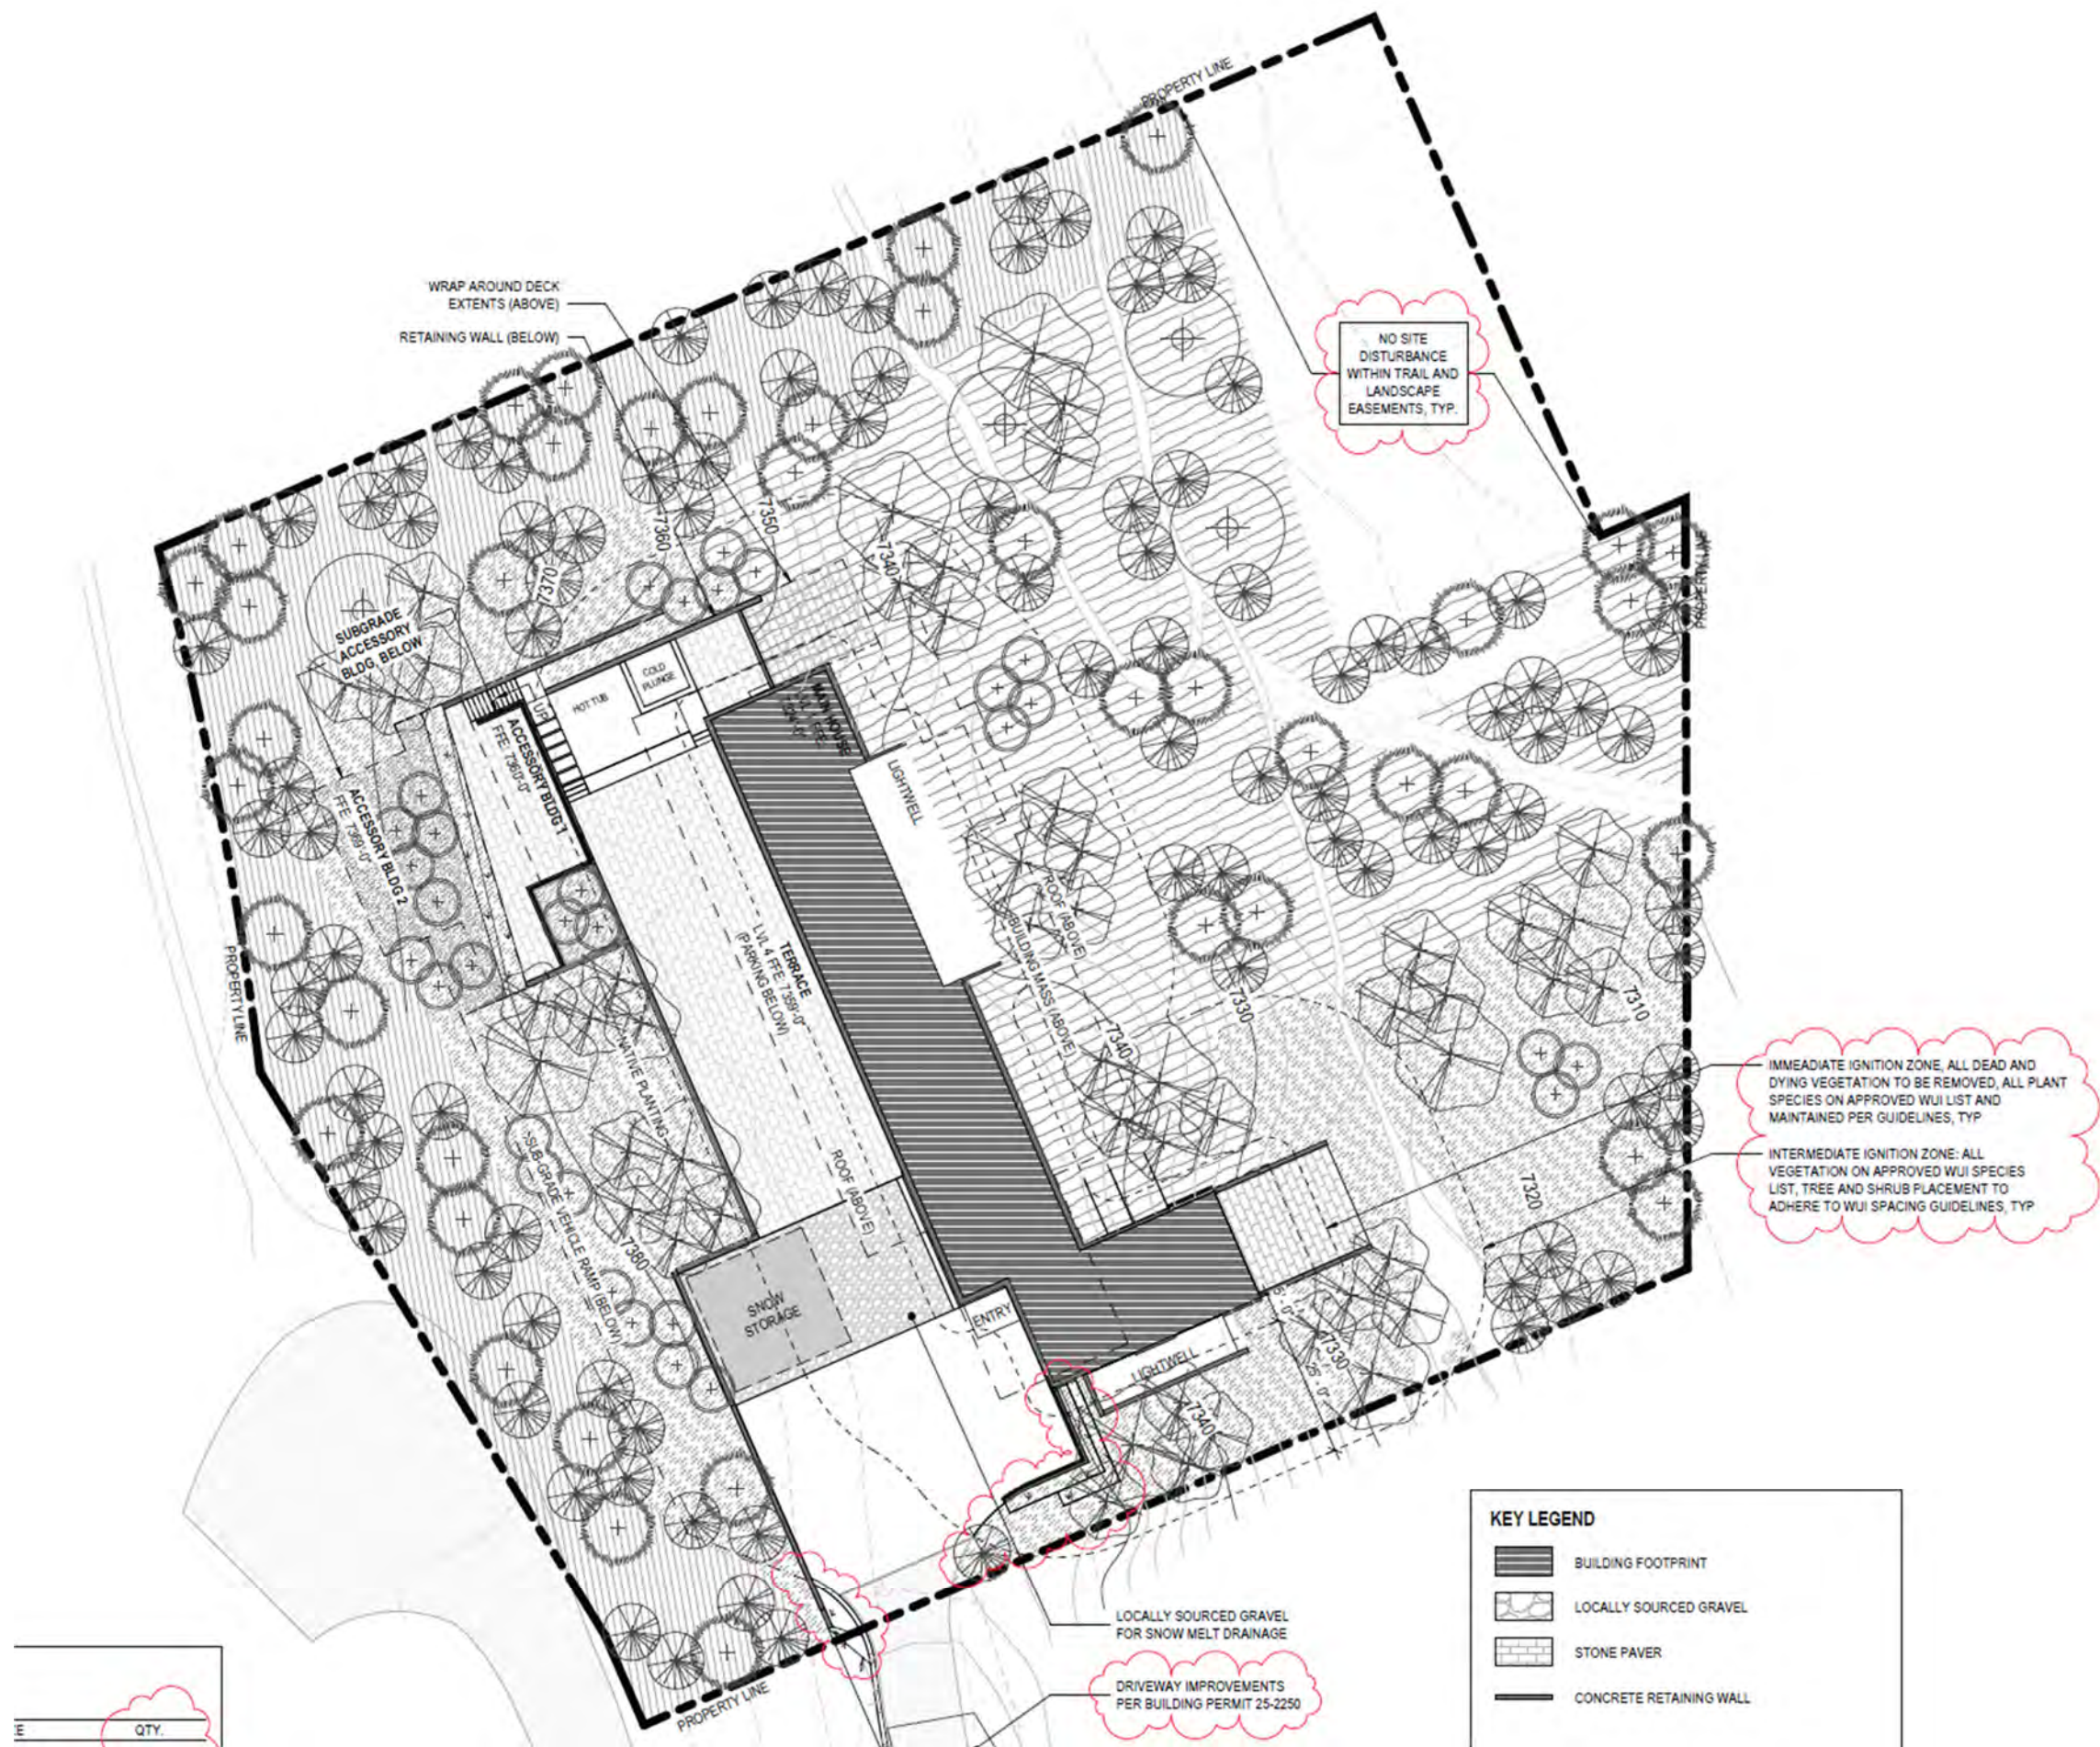 PROPERTY LINE
WRAP AROUND DECK
EXTENTS (ABOVE)
RETAINING WALL (BELOW)
NO SITE
DISTURBANCE
WITHIN TRAIL AND
LANDSCAPE
EASEMENTS, TYP.
PROPERTY LINE
7350
7360
7340
7370
SUBGRADE
ACCESSORY
BLDG, BELOW
COLD
PLUNGE
HOT TUB
UP
MAIN HOUSE
ACCESSORY BLDG 1
FFE: 7360'-0"
LIGHTWELL
ACCESSORY BLDG 2
FFE: 7369'-0"
ROOF (ABOVE)
BUILDING MASS (ABOVE)
TERRACE
LVL 4 FFE: 7359'-0"
(PARKING BELOW)
PROPERTY LINE
7330
7310
7340
NATIVE PLANTING
IMMEADIATE IGNITION ZONE, ALL DEAD AND
DYING VEGETATION TO BE REMOVED, ALL PLANT
SPECIES ON APPROVED WUI LIST AND
MAINTAINED PER GUIDELINES, TYP
INTERMEDIATE IGNITION ZONE: ALL
VEGETATION ON APPROVED WUI SPECIES
LIST, TREE AND SHRUB PLACEMENT TO
ADHERE TO WUI SPACING GUIDELINES, TYP
SUB-GRADE VEHICLE RAMP (BELOW)
ROOF (ABOVE)
7320
7380
SNOW
STORAGE
ENTRY
5' - 0"
7330
25' - 0"
LIGHTWELL
7340
LOCALLY SOURCED GRAVEL
FOR SNOW MELT DRAINAGE
DRIVEWAY IMPROVEMENTS
PER BUILDING PERMIT 25-2250
PROPERTY LINE
QTY.
KEY LEGEND
BUILDING FOOTPRINT
LOCALLY SOURCED GRAVEL
STONE PAVER
CONCRETE RETAINING WALL